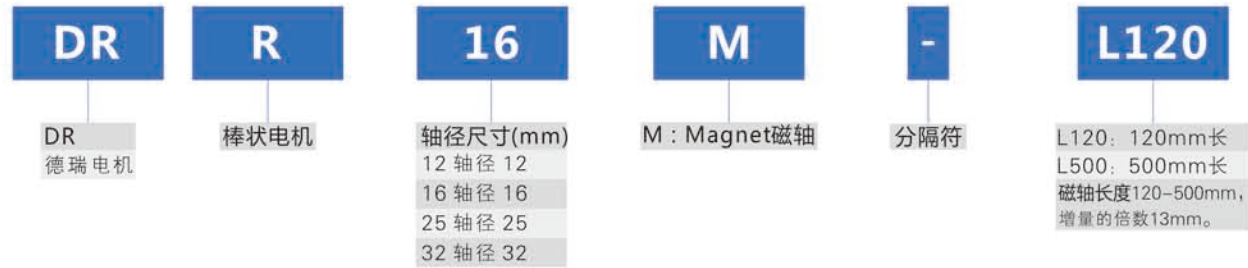 DR
R
16
M
-
L120
DR
德瑞电机
棒状电机
轴径尺寸(mm)
12 轴径 12
16 轴径 16
25 轴径 25
32 轴径 32
M：Magnet磁轴
分隔符
L120：120mm长
L500：500mm长
磁轴长度120-500mm，
增量的倍数13mm。